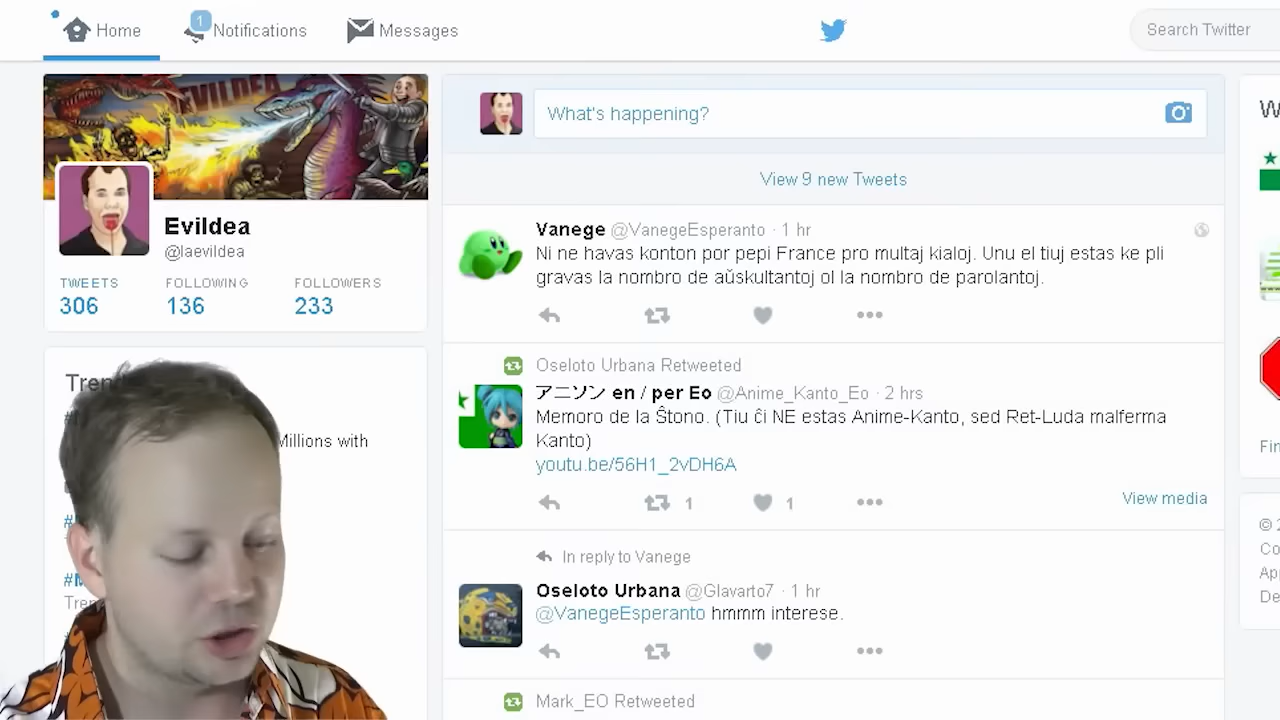 Home
1
Notifications
Messages
Search Twitter
EVILDEA
Evildea
@laevildea
TWEETS
306
FOLLOWING
136
FOLLOWERS
233
What's happening?
View 9 new Tweets
Vanege @VanegeEsperanto · 1 hr
Ni ne havas konton por pepi France pro multaj kialoj. Unu el tiuj estas ke pli
gravas la nombro de aŭskultantoj ol la nombro de parolantoj.
Oseloto Urbana Retweeted
アニソン en / per Eo @Anime_Kanto_Eo · 2 hrs
Memoro de la Ŝtono. (Tiu ĉi NE estas Anime-Kanto, sed Ret-Luda malferma
Kanto)
youtu.be/56H1_2vDH6A
1
1
View media
In reply to Vanege
Oseloto Urbana @Glavarto7 · 1 hr
@VanegeEsperanto hmmm interese.
Mark_EO Retweeted
Millions with